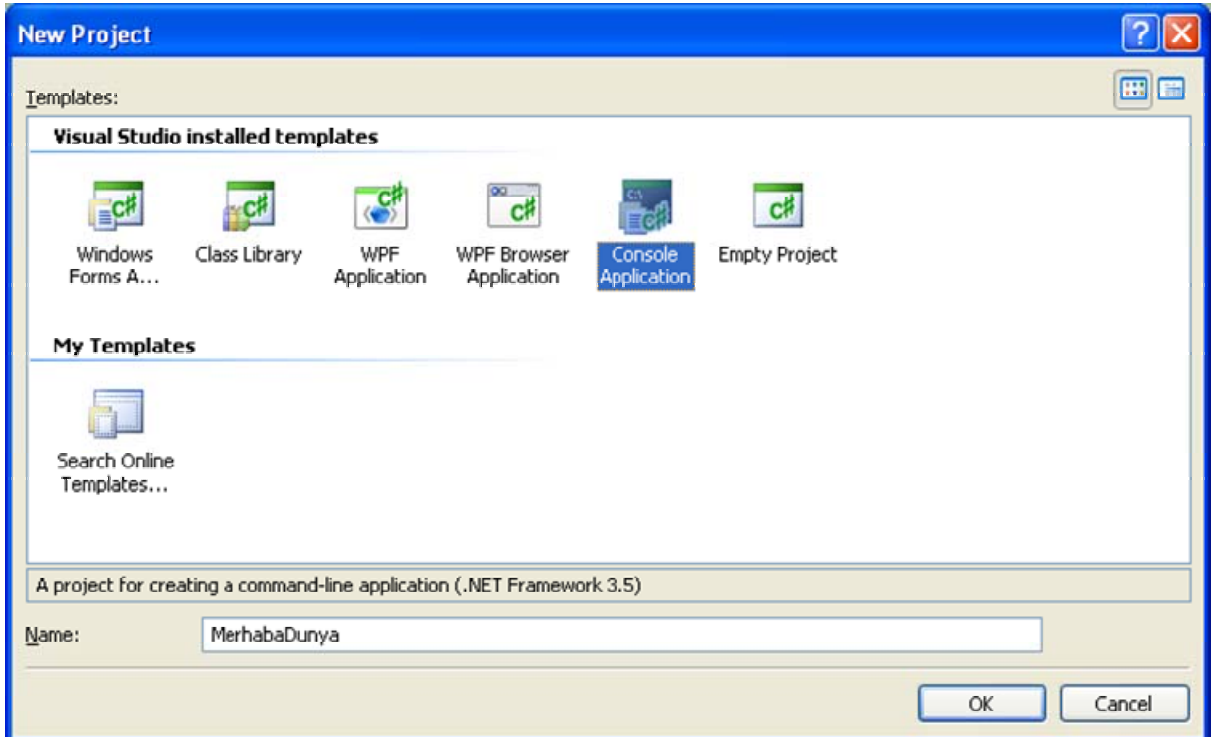 New Project
Templates:
Visual Studio installed templates
Windows Forms A...
Class Library
WPF Application
WPF Browser Application
Console Application
Empty Project
My Templates
Search Online Templates...
A project for creating a command-line application (.NET Framework 3.5)
Name: MerhabaDunya
OK Cancel